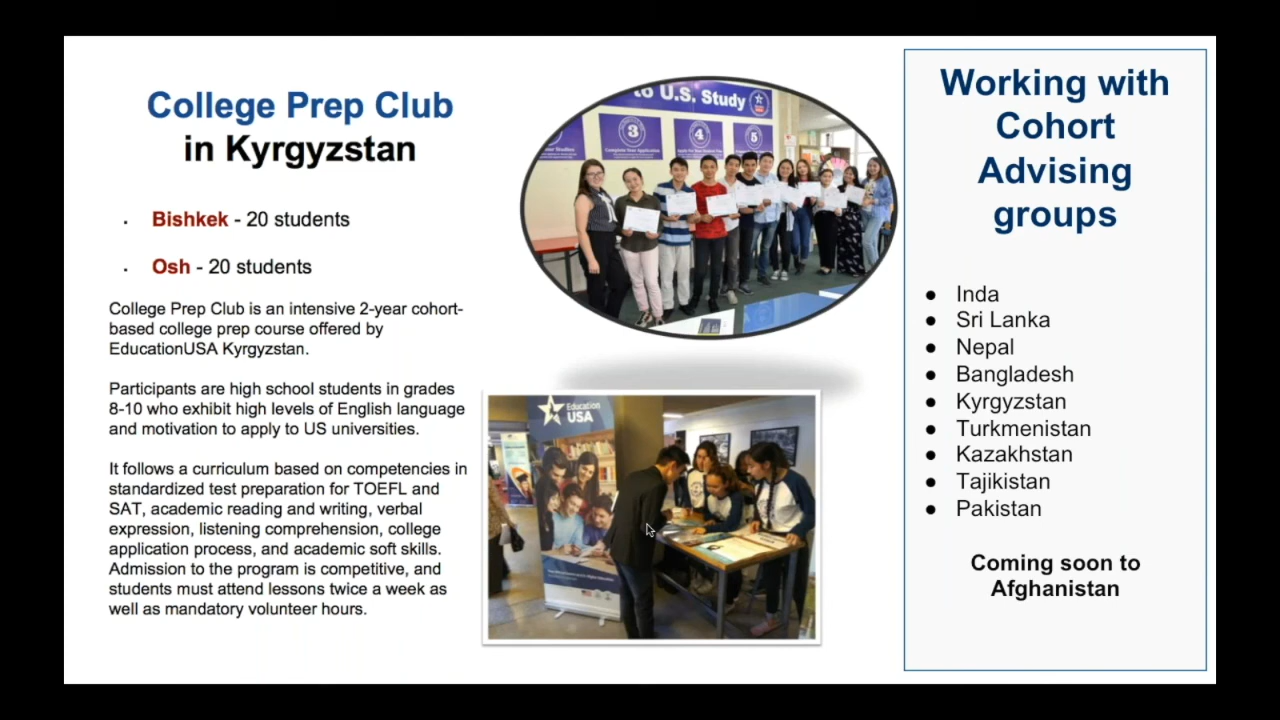 College Prep Club
in Kyrgyzstan
Bishkek - 20 students
Osh - 20 students
College Prep Club is an intensive 2-year cohort-
based college prep course offered by
EducationUSA Kyrgyzstan.
Participants are high school students in grades
8-10 who exhibit high levels of English language
and motivation to apply to US universities.
It follows a curriculum based on competencies in
standardized test preparation for TOEFL and
SAT, academic reading and writing, verbal
expression, listening comprehension, college
application process, and academic soft skills.
Admission to the program is competitive, and
students must attend lessons twice a week as
well as mandatory volunteer hours.
to U.S. Study
3
4
5
Complete Your Application
Education
USA
Working with
Cohort
Advising
groups
● Inda
● Sri Lanka
● Nepal
● Bangladesh
● Kyrgyzstan
● Turkmenistan
● Kazakhstan
● Tajikistan
● Pakistan
Coming soon to
Afghanistan